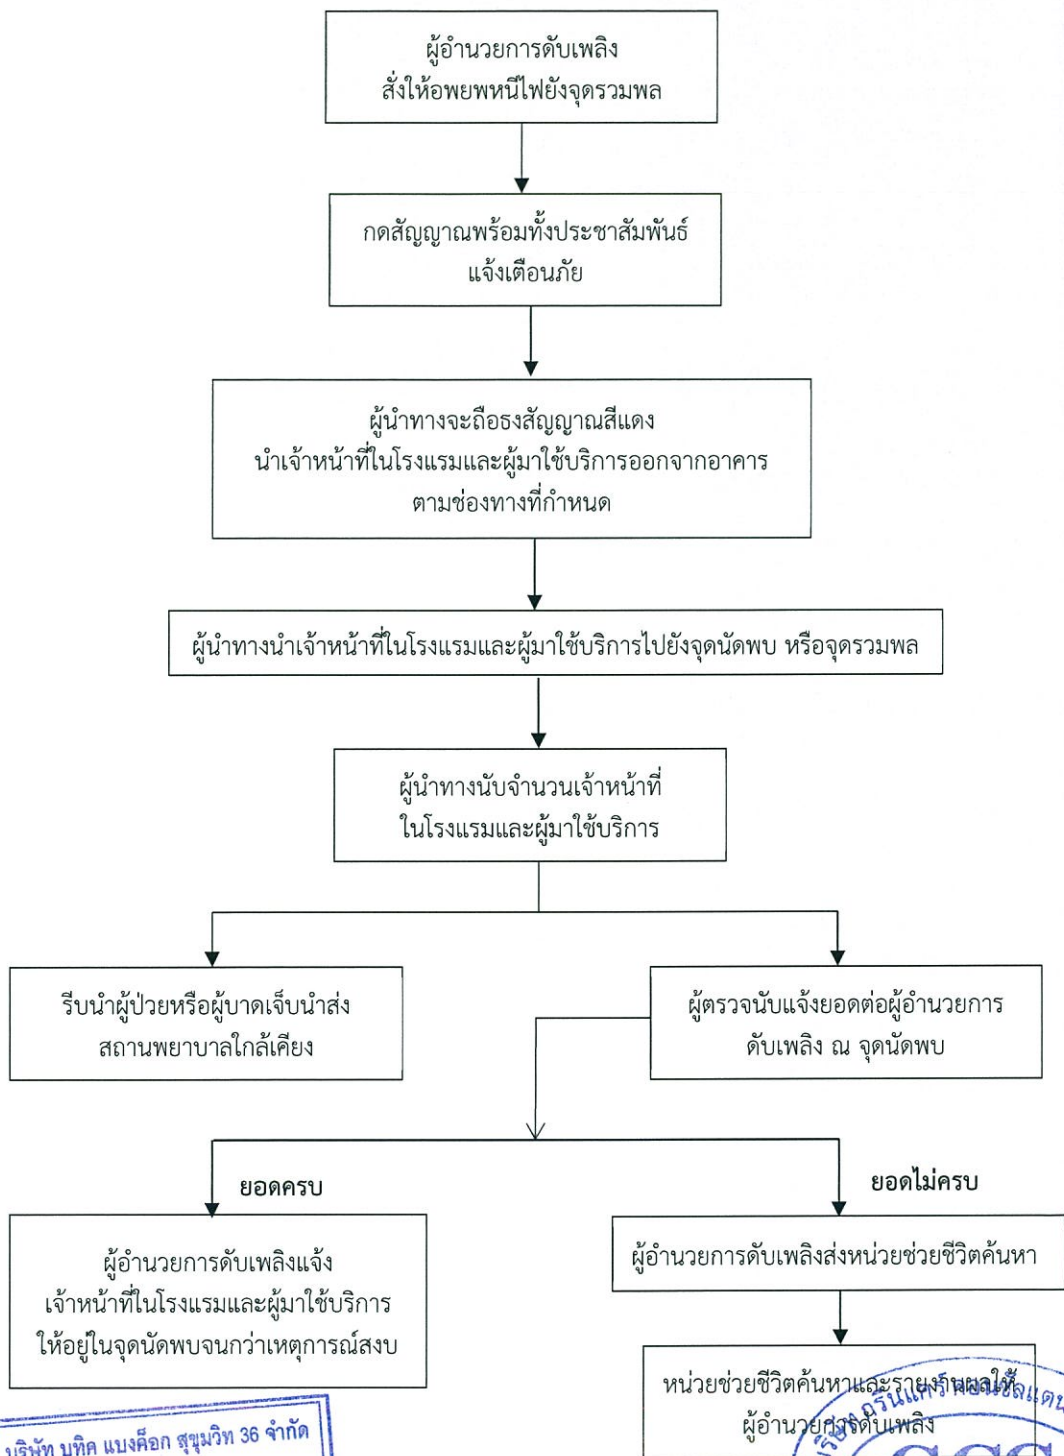 ผู้อำนวยการดับเพลิง
สั่งให้อพยพหนีไฟยังจุดรวมพล
กดสัญญาณพร้อมทั้งประชาสัมพันธ์
แจ้งเตือนภัย
ผู้นำทางจะถือธงสัญญาณสีแดง
นำเจ้าหน้าที่ในโรงแรมและผู้มาใช้บริการออกจากอาคาร
ตามช่องทางที่กำหนด
ผู้นำทางนำเจ้าหน้าที่ในโรงแรมและผู้มาใช้บริการไปยังจุดนัดพบ หรือจุดรวมพล
ผู้นำทางนับจำนวนเจ้าหน้าที่
ในโรงแรมและผู้มาใช้บริการ
รีบนำผู้ป่วยหรือผู้บาดเจ็บนำส่ง
สถานพยาบาลใกล้เคียง
ผู้ตรวจนับแจ้งยอดต่อผู้อำนวยการ
ดับเพลิง ณ จุดนัดพบ
ยอดครบ
ยอดไม่ครบ
ผู้อำนวยการดับเพลิงแจ้ง
เจ้าหน้าที่ในโรงแรมและผู้มาใช้บริการ
ให้อยู่ในจุดนัดพบจนกว่าเหตุการณ์สงบ
ผู้อำนวยการดับเพลิงส่งหน่วยช่วยชีวิตค้นหา
หน่วยช่วยชีวิตค้นหาและรายงานผลให้
ผู้อำนวยการดับเพลิง
บริษัท บูทิค แบงค็อก สุขุมวิท 36 จำกัด